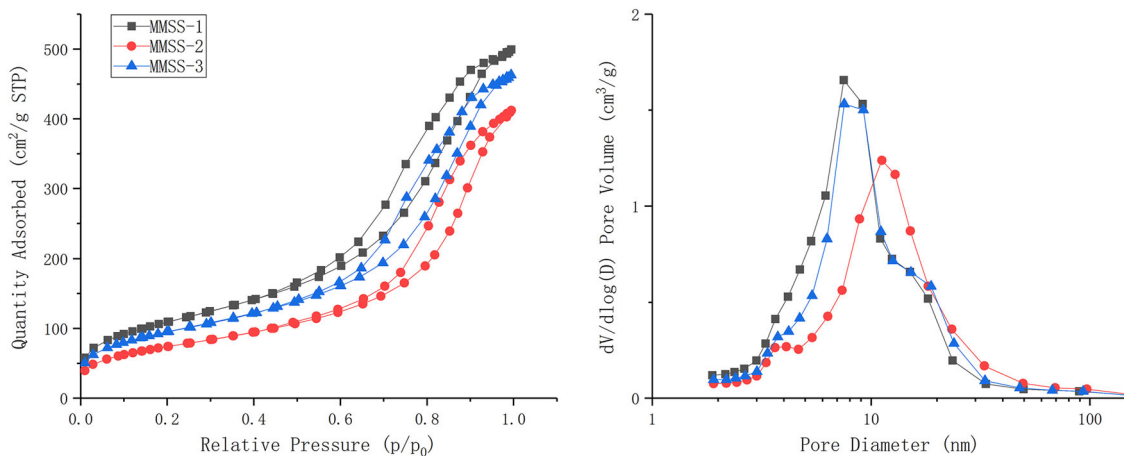 MMSS-1
MMSS-2
MMSS-3
Quantity Adsorbed (cm²/g STP)
500
400
300
200
100
0
0.0 0.2 0.4 0.6 0.8 1.0
Relative Pressure (p/p₀)
dV/dlog(D) Pore Volume (cm³/g)
2
1
0
1 10 100
Pore Diameter (nm)